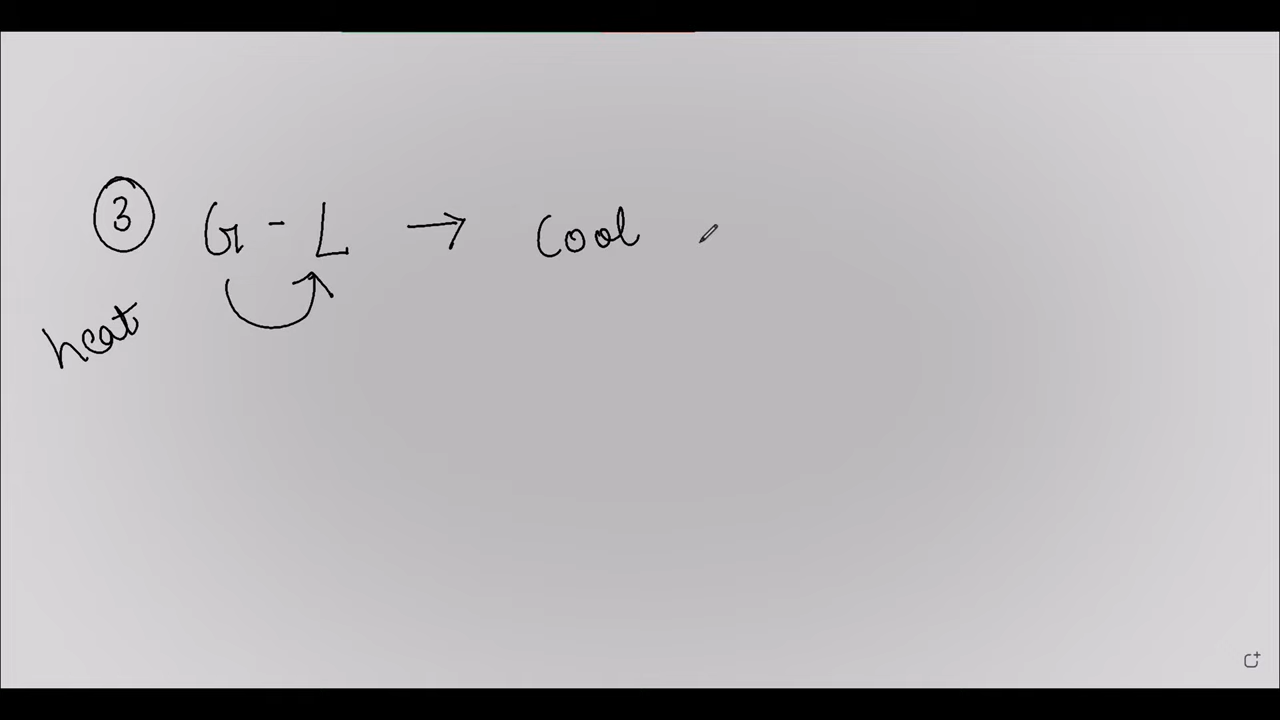 ③ G - L → Cool
heat